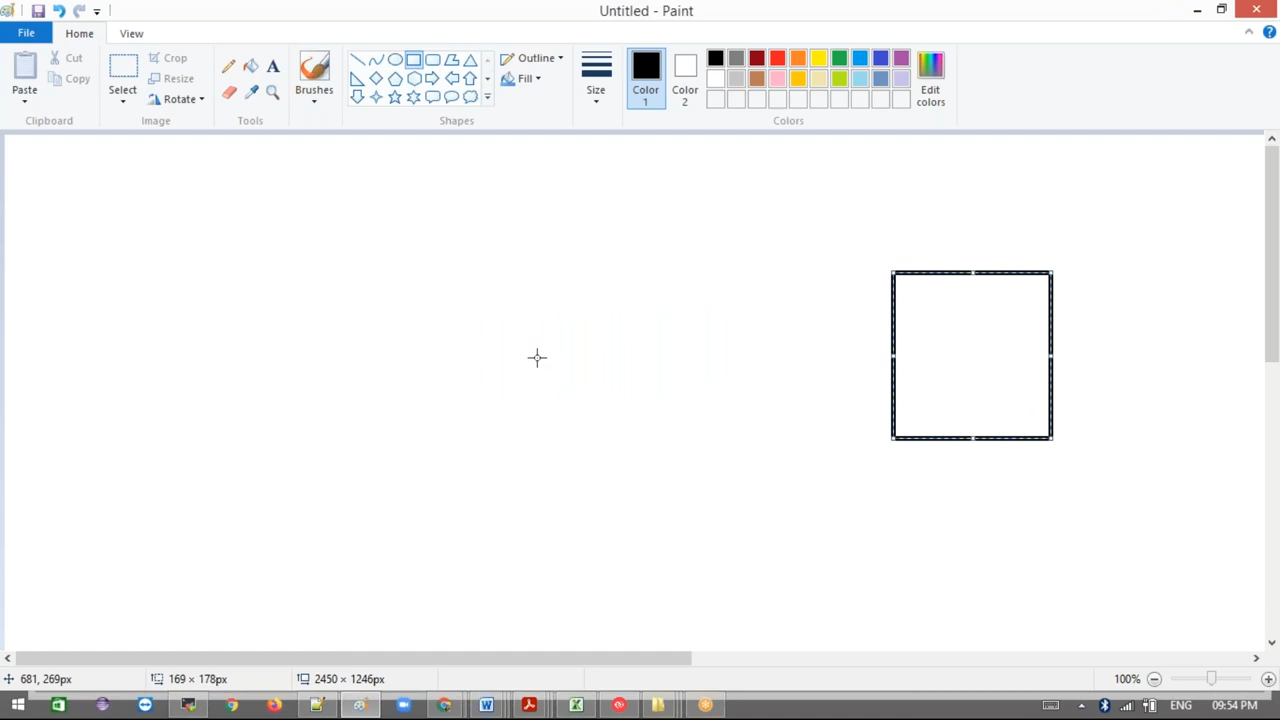 Untitled - Paint
File Home View
Paste
Cut
Copy
Clipboard
Select
Crop
Resize
Rotate
Image
Tools
Brushes
Outline
Fill
Shapes
Size
Color 1
Color 2
Edit colors
Colors
681, 269px
169 × 178px
2450 × 1246px
100%
ENG
09:54 PM